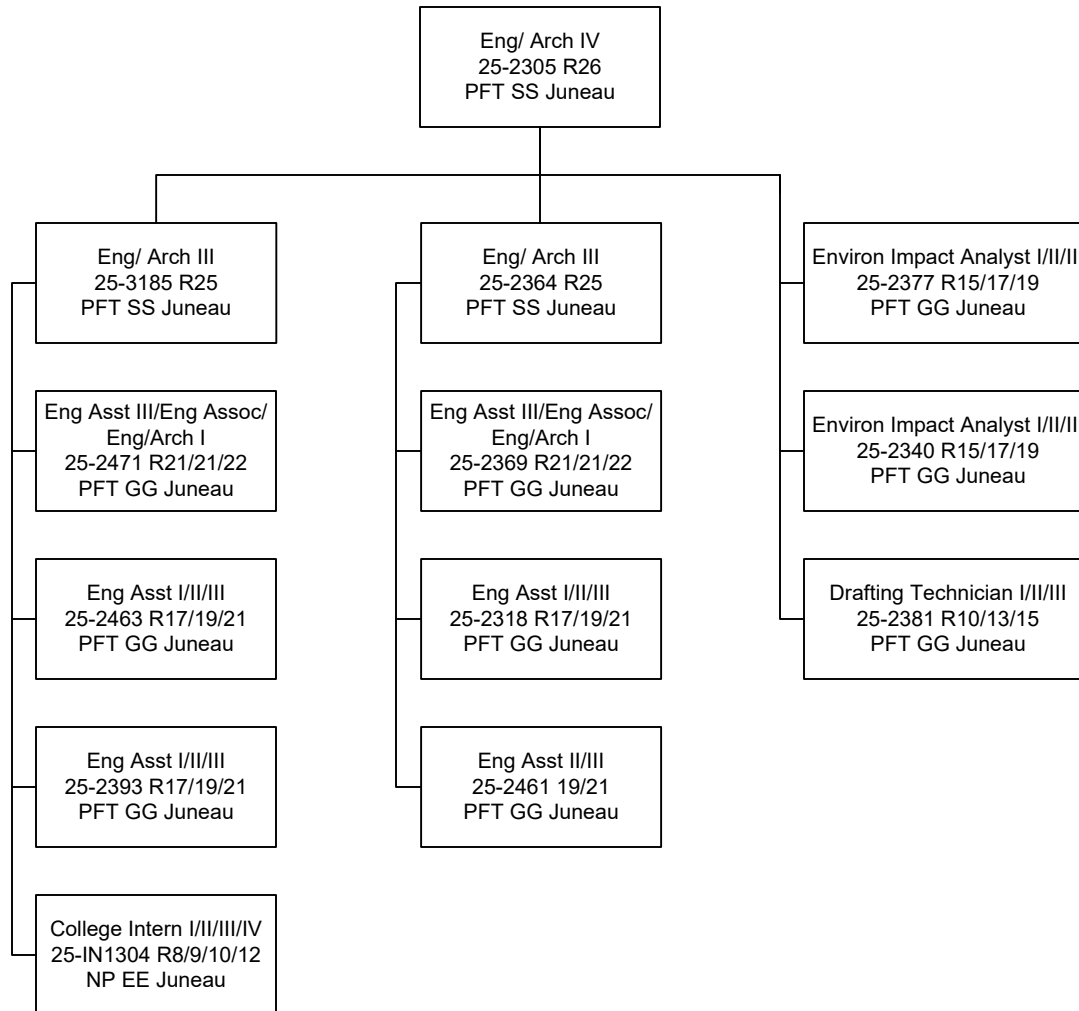 Eng/ Arch IV
25-2305 R26
PFT SS Juneau
Eng/ Arch III
25-3185 R25
PFT SS Juneau
Eng Asst III/Eng Assoc/
Eng/Arch I
25-2471 R21/21/22
PFT GG Juneau
Eng Asst I/II/III
25-2463 R17/19/21
PFT GG Juneau
Eng Asst I/II/III
25-2393 R17/19/21
PFT GG Juneau
College Intern I/II/III/IV
25-IN1304 R8/9/10/12
NP EE Juneau
Eng/ Arch III
25-2364 R25
PFT SS Juneau
Eng Asst III/Eng Assoc/
Eng/Arch I
25-2369 R21/21/22
PFT GG Juneau
Eng Asst I/II/III
25-2318 R17/19/21
PFT GG Juneau
Eng Asst II/III
25-2461 19/21
PFT GG Juneau
Environ Impact Analyst I/II/II
25-2377 R15/17/19
PFT GG Juneau
Environ Impact Analyst I/II/II
25-2340 R15/17/19
PFT GG Juneau
Drafting Technician I/II/III
25-2381 R10/13/15
PFT GG Juneau